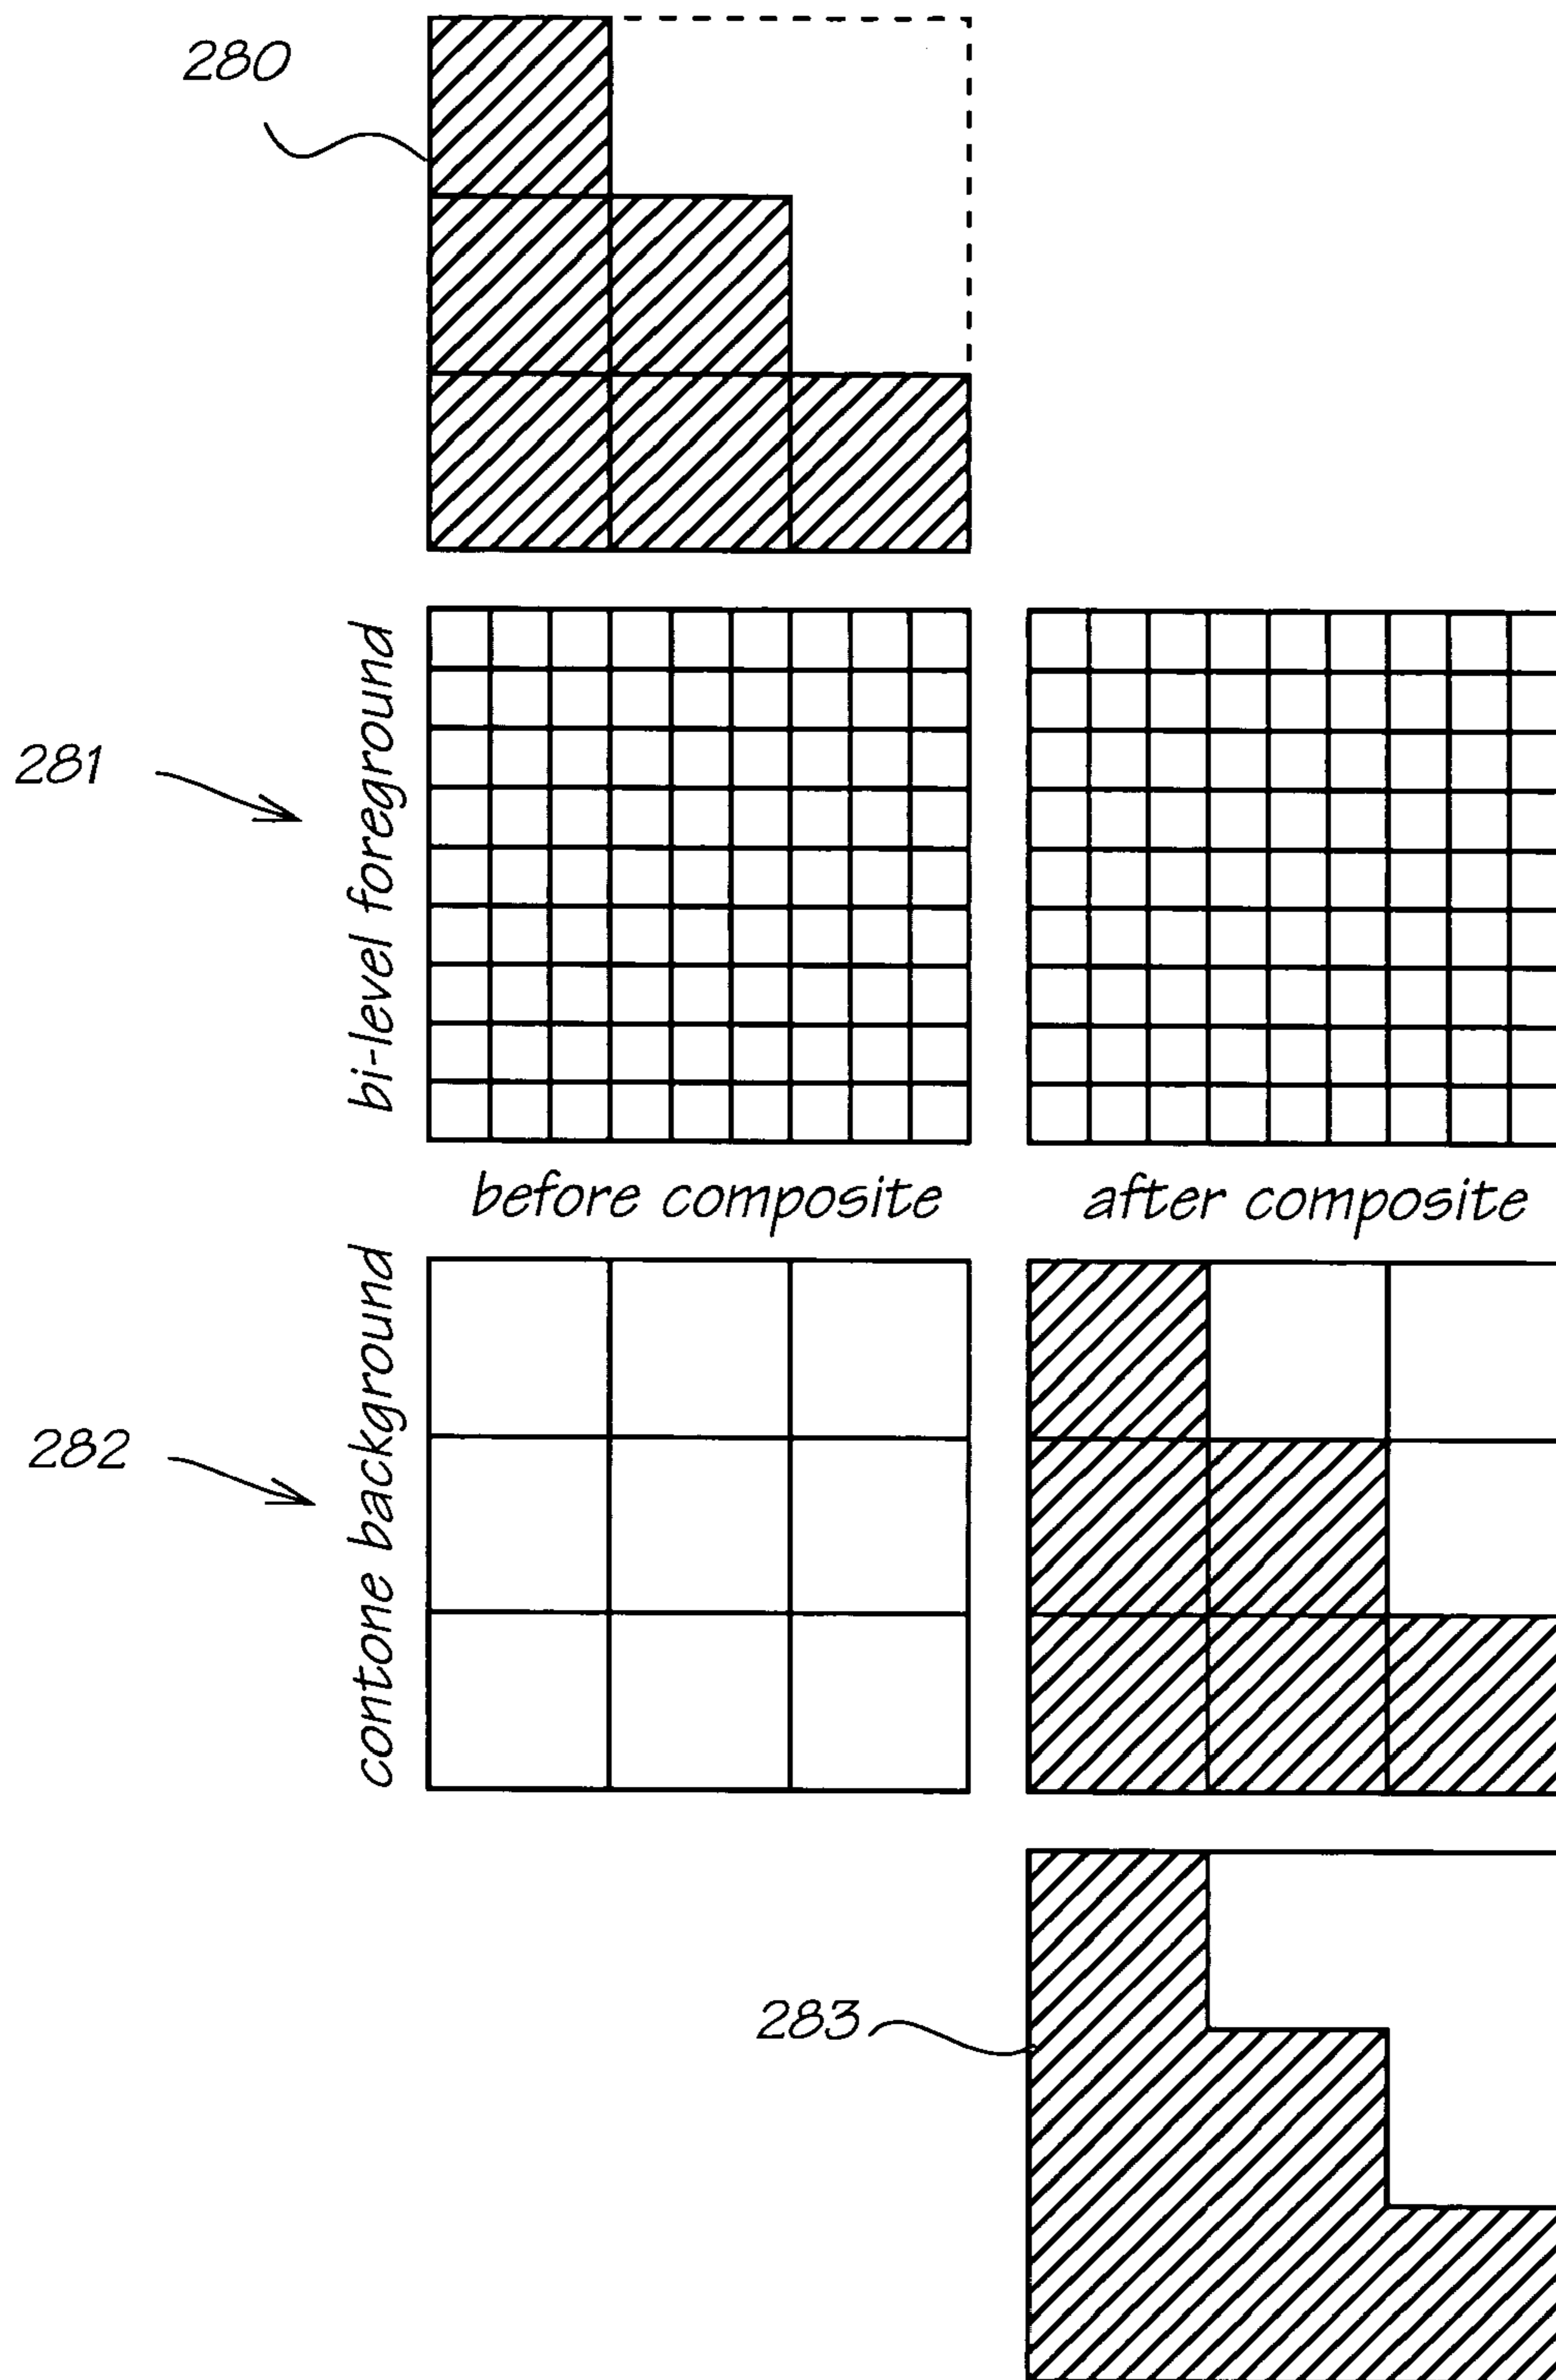 280
bi-level foreground
281
before composite
after composite
contone background
282
283